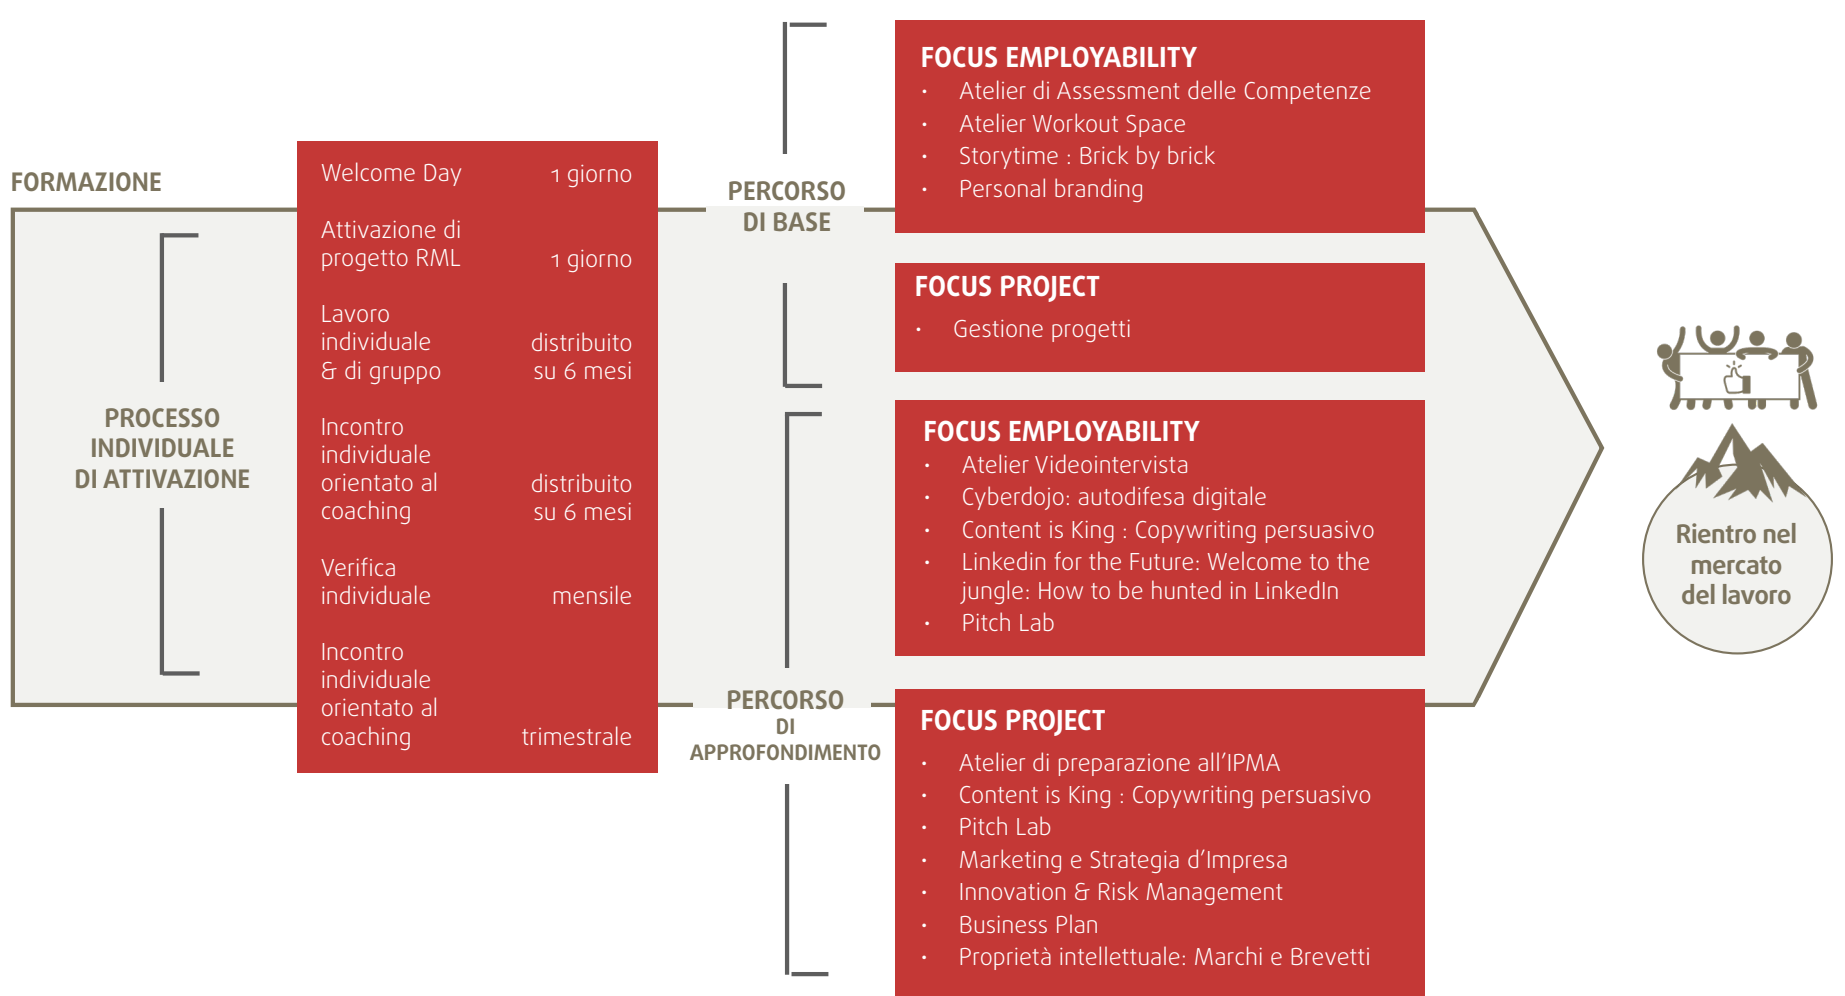 FORMAZIONE
PROCESSO
INDIVIDUALE
DI ATTIVAZIONE
Welcome Day 1 giorno
Attivazione di
progetto RML 1 giorno
Lavoro
individuale distribuito
& di gruppo su 6 mesi
Incontro
individuale
orientato al distribuito
coaching su 6 mesi
Verifica
individuale mensile
Incontro
individuale
orientato al
coaching trimestrale
PERCORSO
DI BASE
FOCUS EMPLOYABILITY
• Atelier di Assessment delle Competenze
• Atelier Workout Space
• Storytime : Brick by brick
• Personal branding
FOCUS PROJECT
• Gestione progetti
PERCORSO
DI
APPROFONDIMENTO
FOCUS EMPLOYABILITY
• Atelier Videointervista
• Cyberdojo: autodifesa digitale
• Content is King : Copywriting persuasivo
• Linkedin for the Future: Welcome to the
jungle: How to be hunted in LinkedIn
• Pitch Lab
FOCUS PROJECT
• Atelier di preparazione all'IPMA
• Content is King : Copywriting persuasivo
• Pitch Lab
• Marketing e Strategia d'Impresa
• Innovation & Risk Management
• Business Plan
• Proprietà intellettuale: Marchi e Brevetti
Rientro nel
mercato
del lavoro